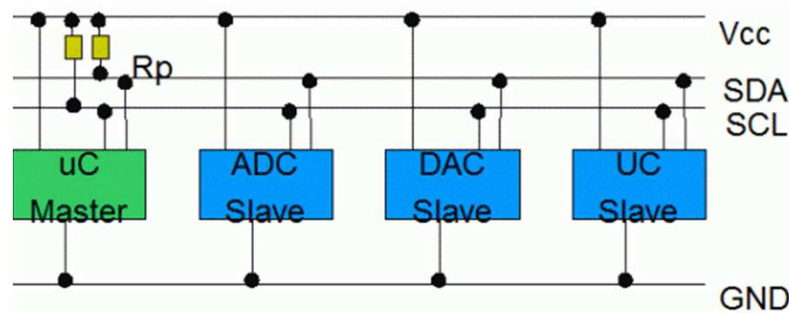 Vcc
Rp
SDA
SCL
uC ADC DAC UC
Master Slave Slave Slave
GND